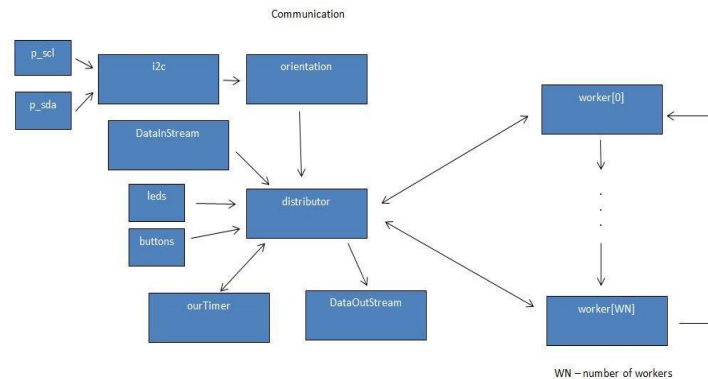 Communication
p_scl
i2c
orientation
p_sda
worker[0]
DataInStream
leds
distributor
buttons
ourTimer
DataOutStream
worker[WN]
WN – number of workers